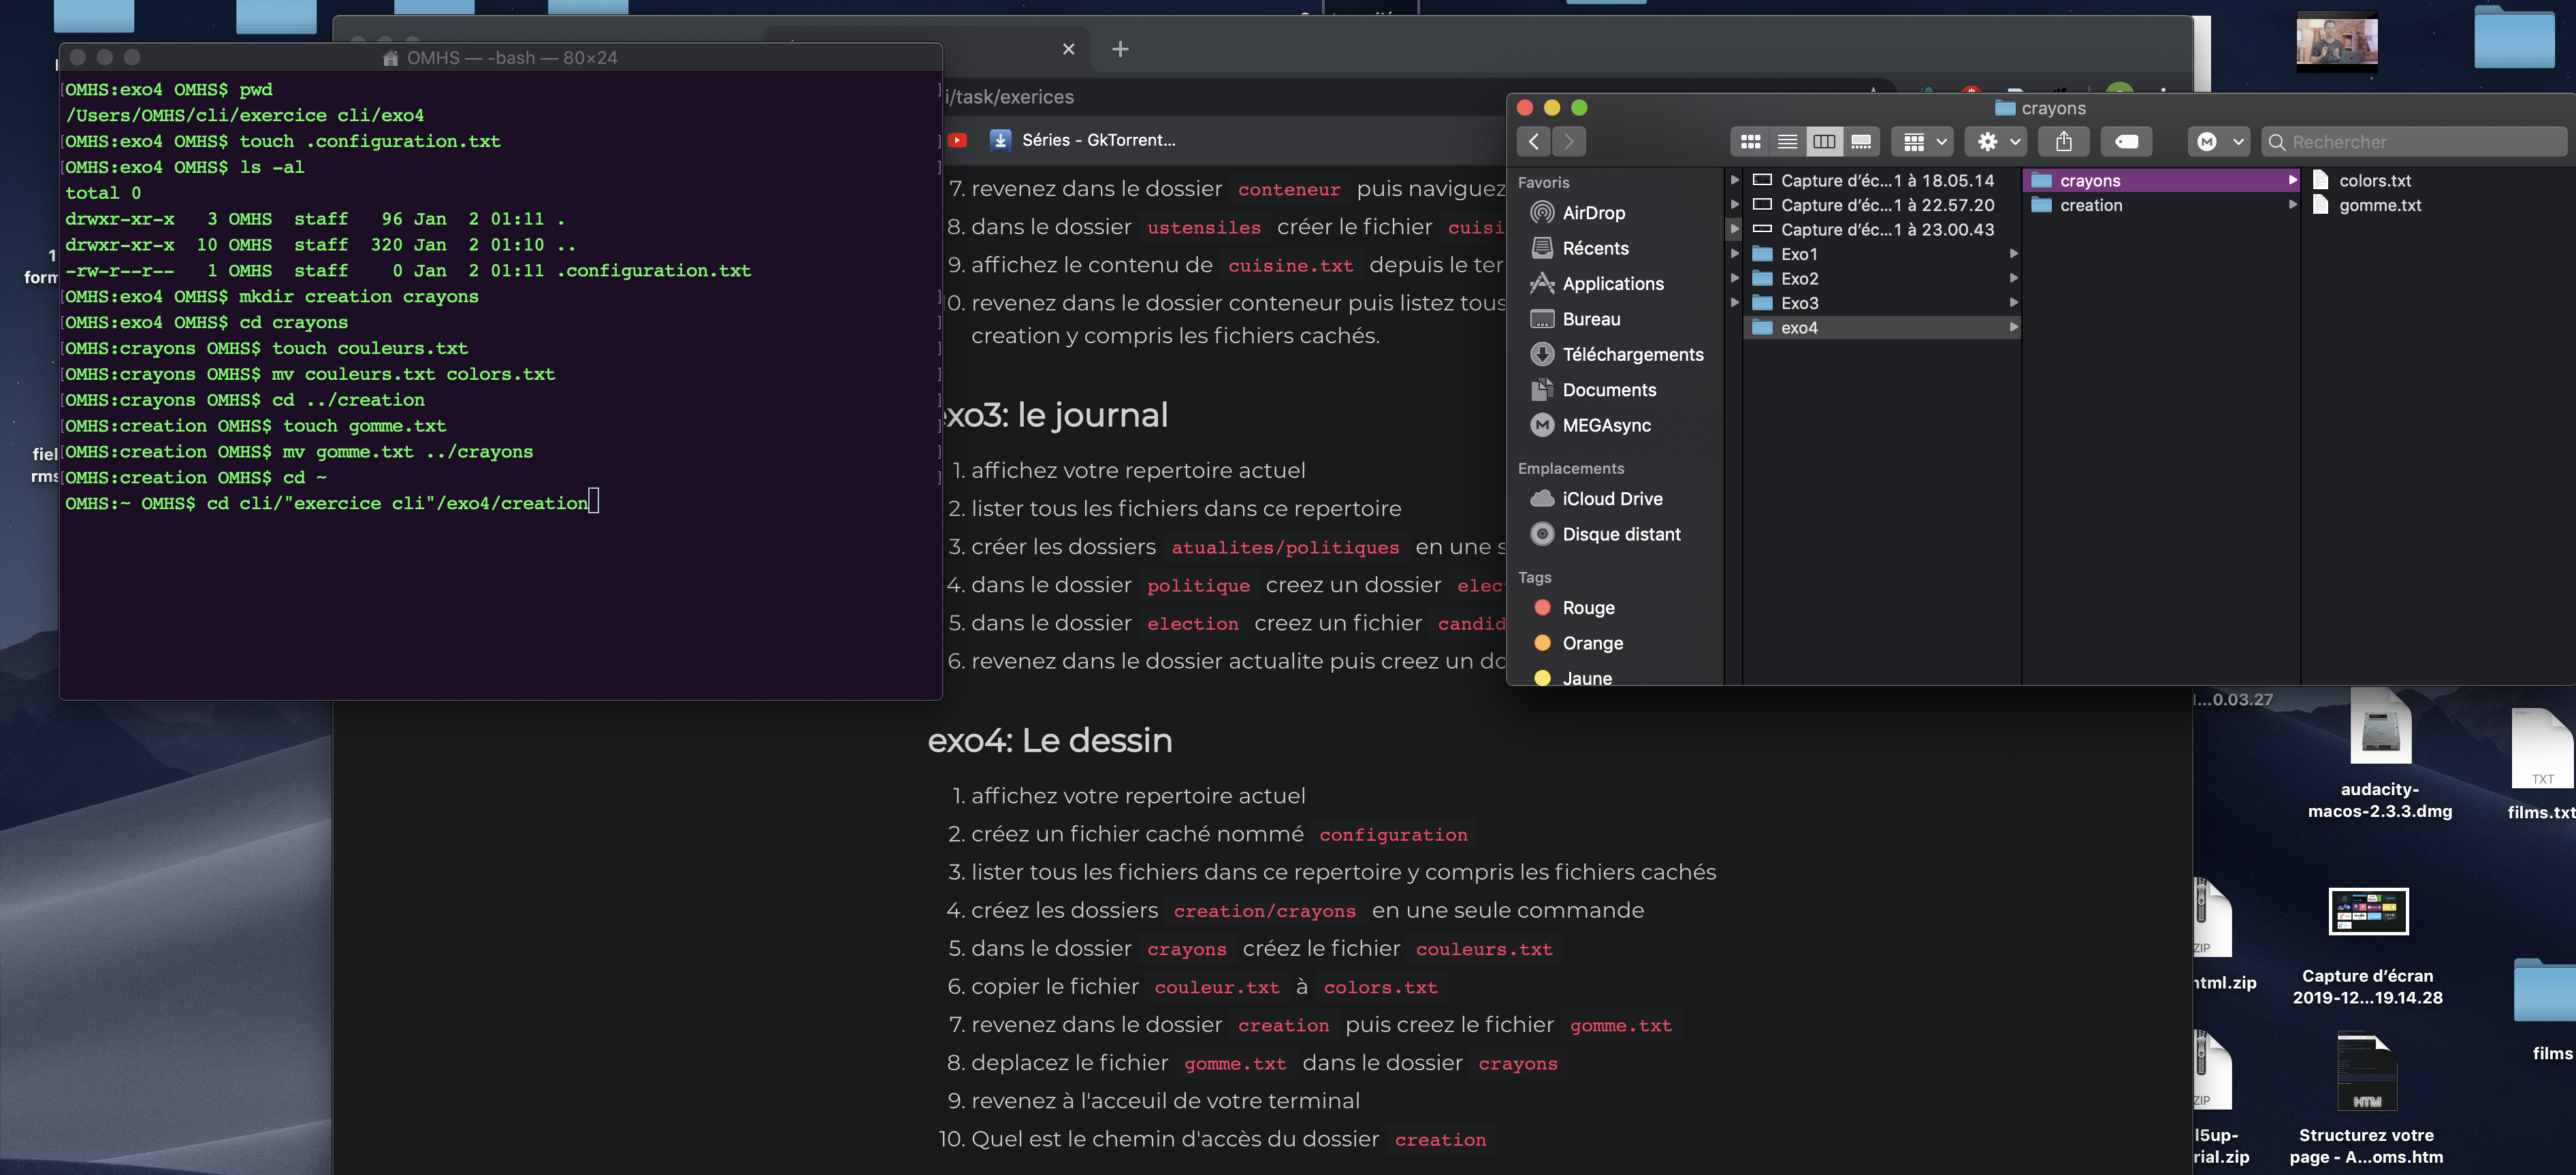 OMHS — -bash — 80×24
OMHS:exo4 OMHS$ pwd
/Users/OMHS/cli/exercice cli/exo4
OMHS:exo4 OMHS$ touch .configuration.txt
OMHS:exo4 OMHS$ ls -al
total 0
drwxr-xr-x   3 OMHS  staff   96 Jan  2 01:11 .
drwxr-xr-x  10 OMHS  staff  320 Jan  2 01:10 ..
-rw-r--r--   1 OMHS  staff    0 Jan  2 01:11 .configuration.txt
OMHS:exo4 OMHS$ mkdir creation crayons
OMHS:exo4 OMHS$ cd crayons
OMHS:crayons OMHS$ touch couleurs.txt
OMHS:crayons OMHS$ mv couleurs.txt colors.txt
OMHS:crayons OMHS$ cd ../creation
OMHS:creation OMHS$ touch gomme.txt
OMHS:creation OMHS$ mv gomme.txt ../crayons
OMHS:creation OMHS$ cd ~
OMHS:~ OMHS$ cd cli/"exercice cli"/exo4/creation
i/task/exerices
Séries - GkTorrent...
7. revenez dans le dossier conteneur puis naviguez
8. dans le dossier ustensiles créer le fichier cuisi
9. affichez le contenu de cuisine.txt depuis le ter
0. revenez dans le dossier conteneur puis listez tous
creation y compris les fichiers cachés.
exo3: le journal
1. affichez votre repertoire actuel
2. lister tous les fichiers dans ce repertoire
3. créer les dossiers atualites/politiques en une s
4. dans le dossier politique creez un dossier elec
5. dans le dossier election creez un fichier candid
6. revenez dans le dossier actualite puis creez un do
exo4: Le dessin
1. affichez votre repertoire actuel
2. créez un fichier caché nommé configuration
3. lister tous les fichiers dans ce repertoire y compris les fichiers cachés
4. créez les dossiers creation/crayons en une seule commande
5. dans le dossier crayons créez le fichier couleurs.txt
6. copier le fichier couleur.txt à colors.txt
7. revenez dans le dossier creation puis creez le fichier gomme.txt
8. deplacez le fichier gomme.txt dans le dossier crayons
9. revenez à l'acceuil de votre terminal
10. Quel est le chemin d'accès du dossier creation
crayons
Rechercher
Favoris
AirDrop
Récents
Applications
Bureau
Téléchargements
Documents
MEGAsync
Emplacements
iCloud Drive
Disque distant
Tags
Rouge
Orange
Jaune
Capture d'éc...1 à 18.05.14
Capture d'éc...1 à 22.57.20
Capture d'éc...1 à 23.00.43
Exo1
Exo2
Exo3
exo4
crayons
creation
colors.txt
gomme.txt
1
form
fiel
rms
...0.03.27
audacity-
macos-2.3.3.dmg
TXT
films.txt
ZIP
html.zip
Capture d'écran
2019-12...19.14.28
films
ZIP
l5up-
rial.zip
HTM
Structurez votre
page - A...oms.htm